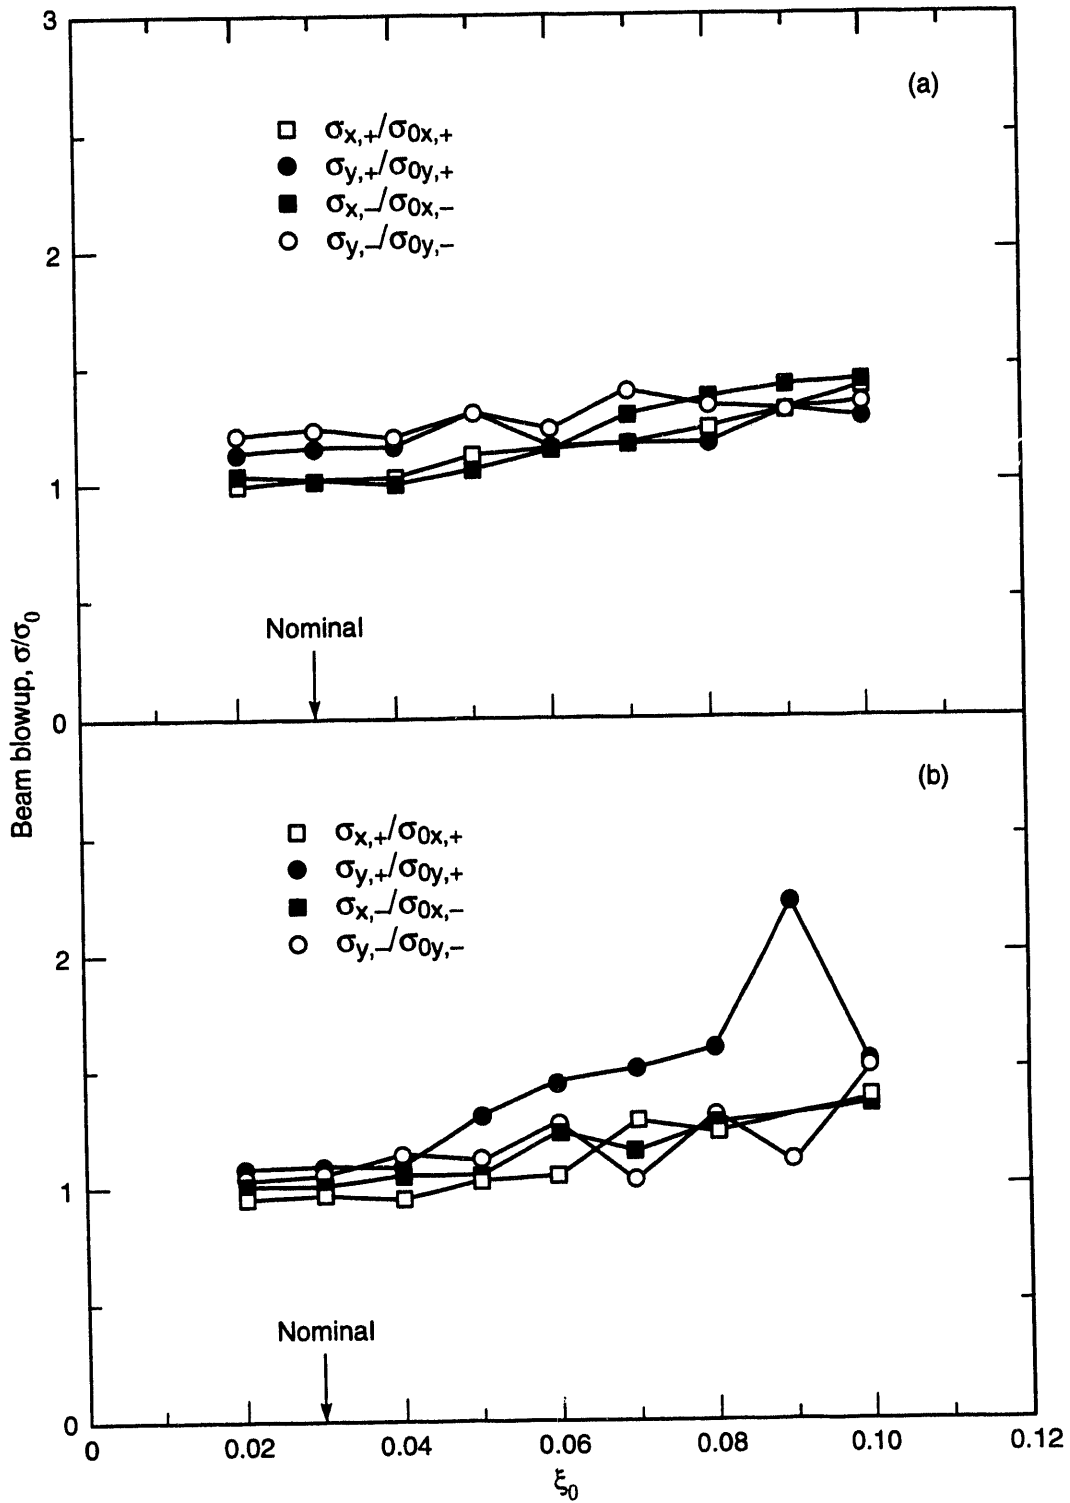 3
(a)
σx,+/σ0x,+
σy,+/σ0y,+
σx,–/σ0x,–
σy,–/σ0y,–
2
1
Nominal
0
Beam blowup, σ/σ0
(b)
σx,+/σ0x,+
σy,+/σ0y,+
σx,–/σ0x,–
σy,–/σ0y,–
2
1
Nominal
0
0 0.02 0.04 0.06 0.08 0.10 0.12
ξ0